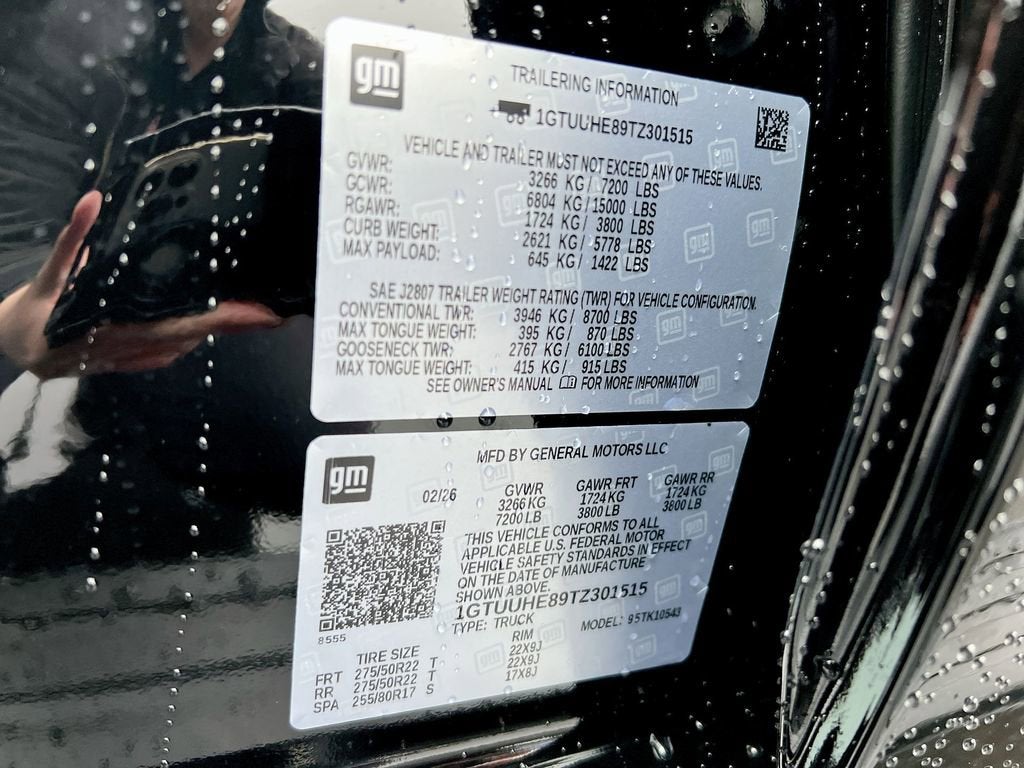 gm
TRAILERING INFORMATION
1GTUUHE89TZ301515
VEHICLE AND TRAILER MUST NOT EXCEED ANY OF THESE VALUES.
GVWR: 3266 KG / 7200 LBS
GCWR: 6804 KG / 15000 LBS
RGAWR: 1724 KG / 3800 LBS
CURB WEIGHT: 2621 KG / 5778 LBS
MAX PAYLOAD: 645 KG / 1422 LBS
SAE J2807 TRAILER WEIGHT RATING (TWR) FOR VEHICLE CONFIGURATION.
CONVENTIONAL TWR: 3946 KG / 8700 LBS
MAX TONGUE WEIGHT: 395 KG / 870 LBS
GOOSENECK TWR: 2767 KG / 6100 LBS
MAX TONGUE WEIGHT: 415 KG / 915 LBS
SEE OWNER'S MANUAL FOR MORE INFORMATION
gm
MFD BY GENERAL MOTORS LLC
02/26 GVWR GAWR FRT GAWR RR
3266 KG 1724 KG 1724 KG
7200 LB 3800 LB 3800 LB
THIS VEHICLE CONFORMS TO ALL
APPLICABLE U.S. FEDERAL MOTOR
VEHICLE SAFETY STANDARDS IN EFFECT
ON THE DATE OF MANUFACTURE
SHOWN ABOVE.
1GTUUHE89TZ301515
8555
TYPE: TRUCK MODEL: 95TK10543
TIRE SIZE RIM
FRT 275/50R22 T 22X9J
RR 275/50R22 T 22X9J
SPA 255/80R17 S 17X8J